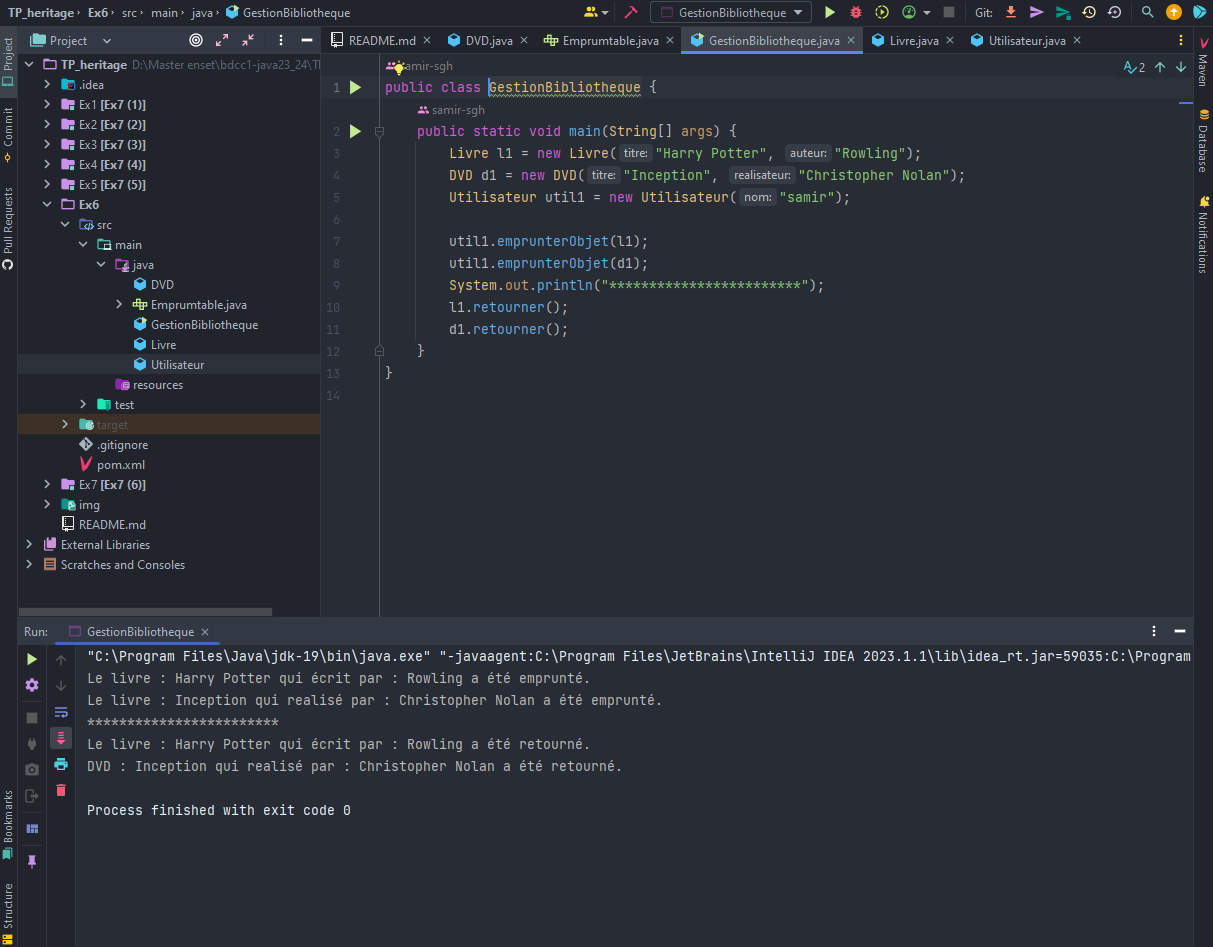 TP_heritage › Ex6 › src › main › java › GestionBibliotheque
GestionBibliotheque
Git:
Project
README.md
DVD.java
Emprumtable.java
GestionBibliotheque.java
Livre.java
Utilisateur.java
Project
Commit
Pull Requests
Bookmarks
Structure
TP_heritage D:\Master enset\bdcc1-java23_24\T
.idea
Ex1 [Ex7 (1)]
Ex2 [Ex7 (2)]
Ex3 [Ex7 (3)]
Ex4 [Ex7 (4)]
Ex5 [Ex7 (5)]
Ex6
src
main
java
DVD
Emprumtable.java
GestionBibliotheque
Livre
Utilisateur
resources
test
target
.gitignore
pom.xml
Ex7 [Ex7 (6)]
img
README.md
External Libraries
Scratches and Consoles
amir-sgh
2
1 public class GestionBibliotheque {
samir-sgh
2 public static void main(String[] args) {
3 Livre l1 = new Livre( titre: "Harry Potter", auteur: "Rowling");
4 DVD d1 = new DVD( titre: "Inception", realisateur: "Christopher Nolan");
5 Utilisateur util1 = new Utilisateur( nom: "samir");
6
7 util1.emprunterObjet(l1);
8 util1.emprunterObjet(d1);
9 System.out.println("************************");
10 l1.retourner();
11 d1.retourner();
12 }
13 }
14
Maven
Database
Notifications
Run: GestionBibliotheque
"C:\Program Files\Java\jdk-19\bin\java.exe" "-javaagent:C:\Program Files\JetBrains\IntelliJ IDEA 2023.1.1\lib\idea_rt.jar=59035:C:\Program
Le livre : Harry Potter qui écrit par : Rowling a été emprunté.
Le livre : Inception qui realisé par : Christopher Nolan a été emprunté.
************************
Le livre : Harry Potter qui écrit par : Rowling a été retourné.
DVD : Inception qui realisé par : Christopher Nolan a été retourné.
Process finished with exit code 0